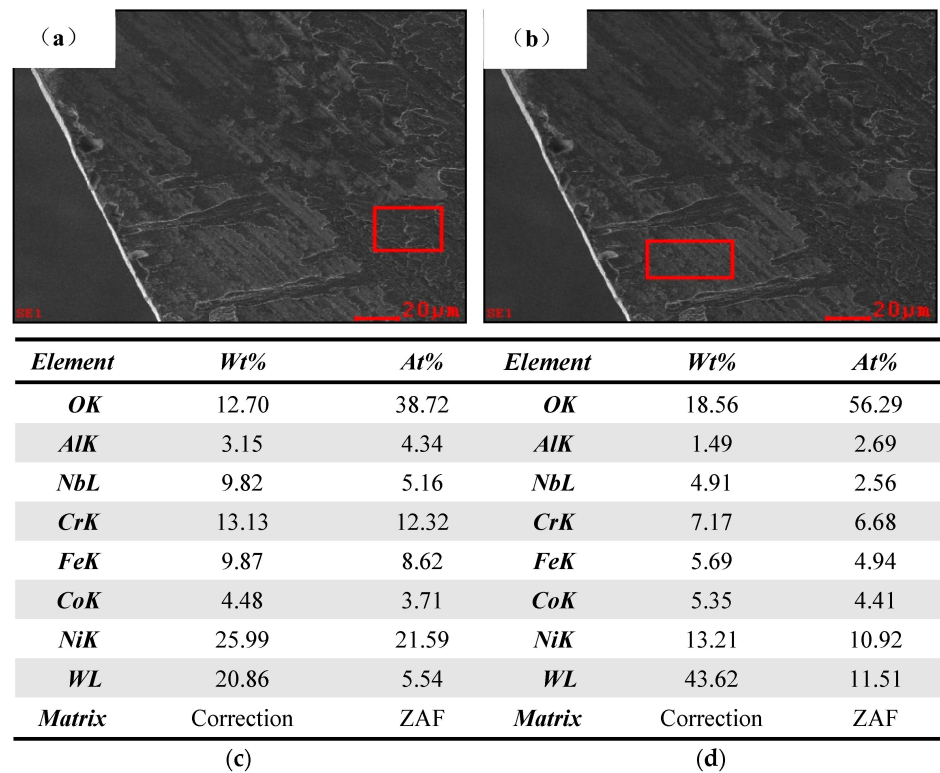 （a） （b）
SE1 20μm SE1 20μm
Element Wt% At% Element Wt% At%
OK 12.70 38.72 OK 18.56 56.29
AlK 3.15 4.34 AlK 1.49 2.69
NbL 9.82 5.16 NbL 4.91 2.56
CrK 13.13 12.32 CrK 7.17 6.68
FeK 9.87 8.62 FeK 5.69 4.94
CoK 4.48 3.71 CoK 5.35 4.41
NiK 25.99 21.59 NiK 13.21 10.92
WL 20.86 5.54 WL 43.62 11.51
Matrix Correction ZAF Matrix Correction ZAF
(c) (d)